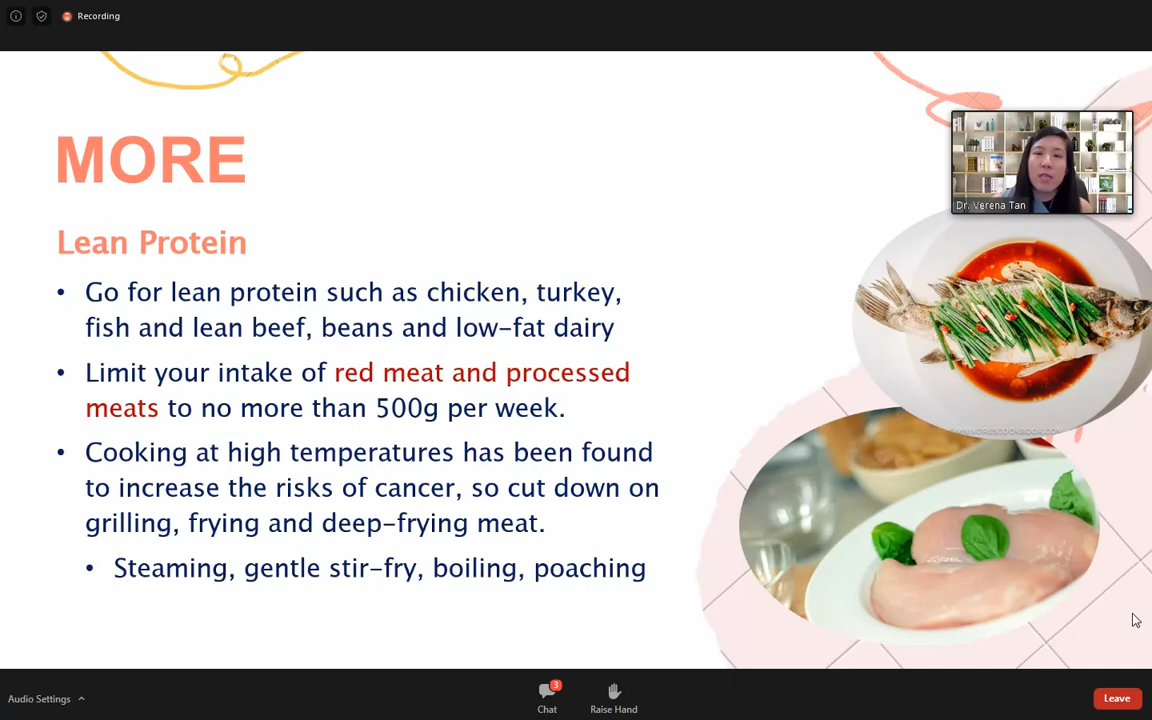 Recording
MORE
Dr. Verena Tan
Lean Protein
• Go for lean protein such as chicken, turkey,
fish and lean beef, beans and low-fat dairy
• Limit your intake of red meat and processed
meats to no more than 500g per week.
• Cooking at high temperatures has been found
to increase the risks of cancer, so cut down on
grilling, frying and deep-frying meat.
• Steaming, gentle stir-fry, boiling, poaching
Audio Settings
3
Chat
Raise Hand
Leave